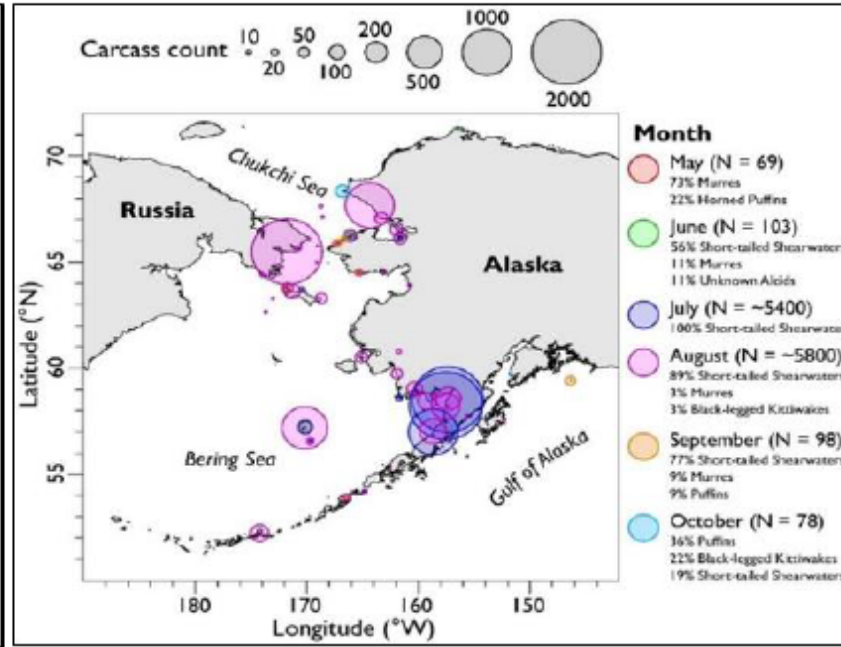 Carcass count
10 20 50 100 200 500 1000 2000
Chukchi Sea
Russia
Alaska
Bering Sea
Gulf of Alaska
70
65
60
55
Latitude (°N)
180 170 160 150
Longitude (°W)
Month
May (N = 69)
73% Murres
22% Horned Puffins
June (N = 103)
56% Short-tailed Shearwaters
11% Murres
11% Unknown Alcids
July (N = ~5400)
100% Short-tailed Shearwater
August (N = ~5800)
89% Short-tailed Shearwaters
3% Murres
3% Black-legged Kittiwakes
September (N = 98)
77% Short-tailed Shearwaters
9% Murres
9% Puffins
October (N = 78)
36% Puffins
22% Black-legged Kittiwakes
19% Short-tailed Shearwaters